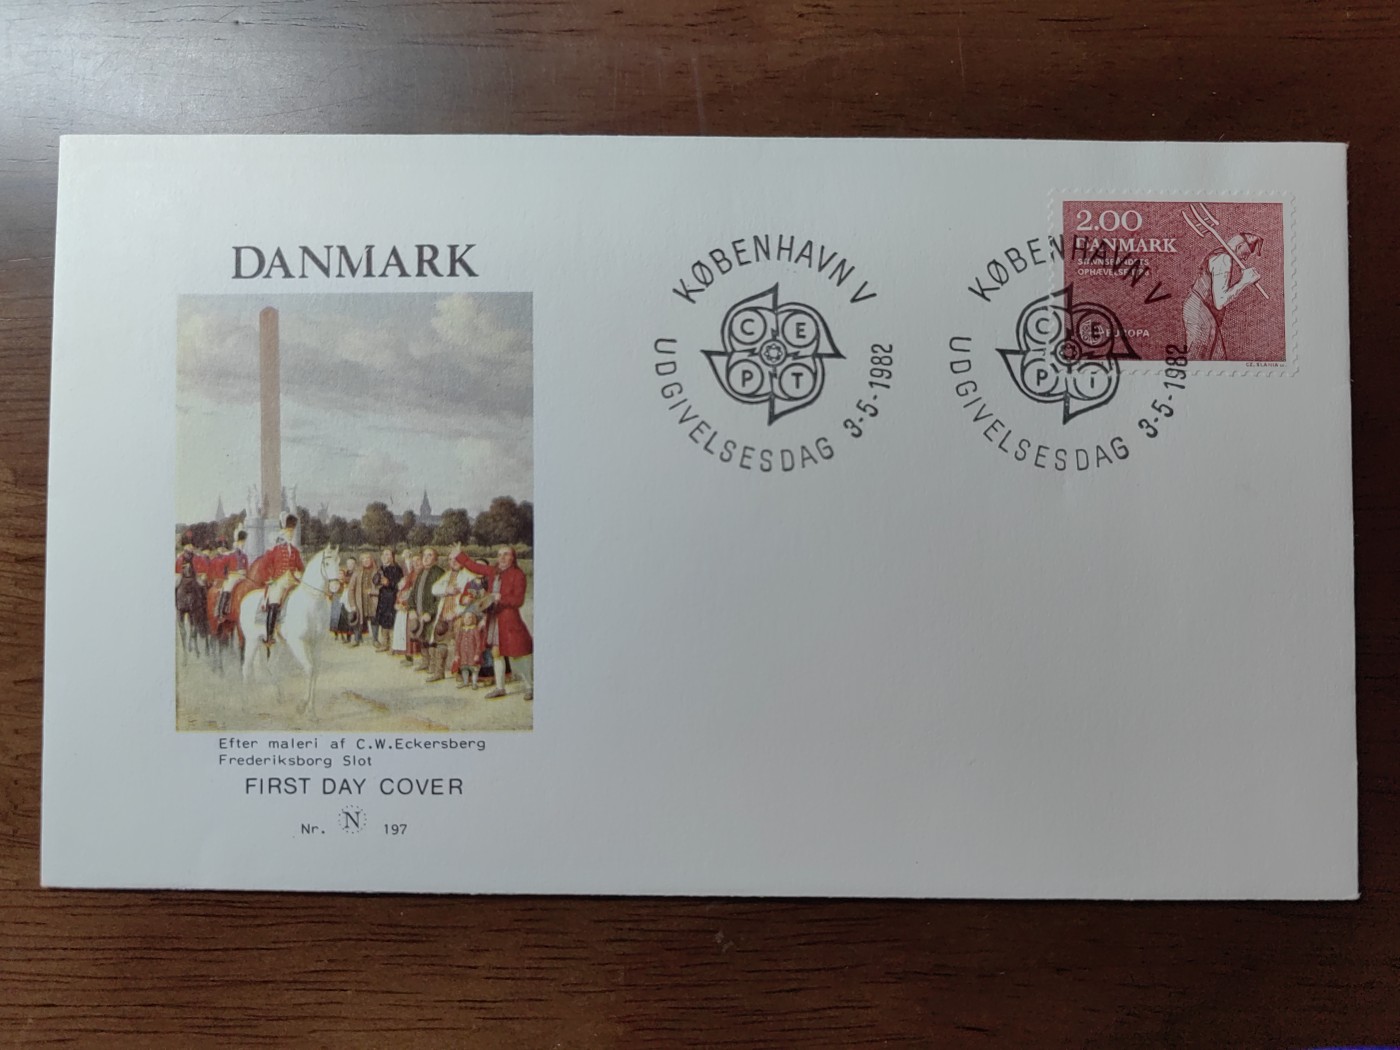 DANMARK
Efter maleri af C.W.Eckersberg
Frederiksborg Slot
FIRST DAY COVER
Nr. N 197
KØBENHAVN V
C E
P T
UDGIVELSESDAG 3-5-1982
KØBENHAVN V
C E
P T
UDGIVELSESDAG 3-5-1982
2.00
DANMARK
STAVNSBÅNDETS
OPHÆVELSE
EUROPA